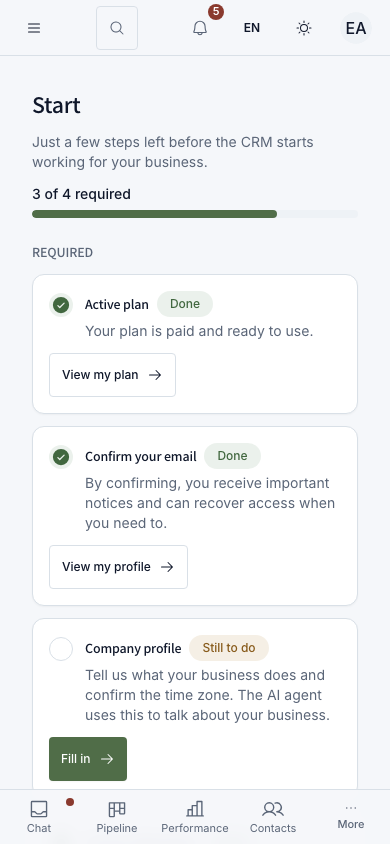 5
EN
EA
Start
Just a few steps left before the CRM starts
working for your business.
3 of 4 required
REQUIRED
Active plan
Done
Your plan is paid and ready to use.
View my plan
Confirm your email
Done
By confirming, you receive important
notices and can recover access when
you need to.
View my profile
Company profile
Still to do
Tell us what your business does and
confirm the time zone. The AI agent
uses this to talk about your business.
Fill in
Chat
Pipeline
Performance
Contacts
More